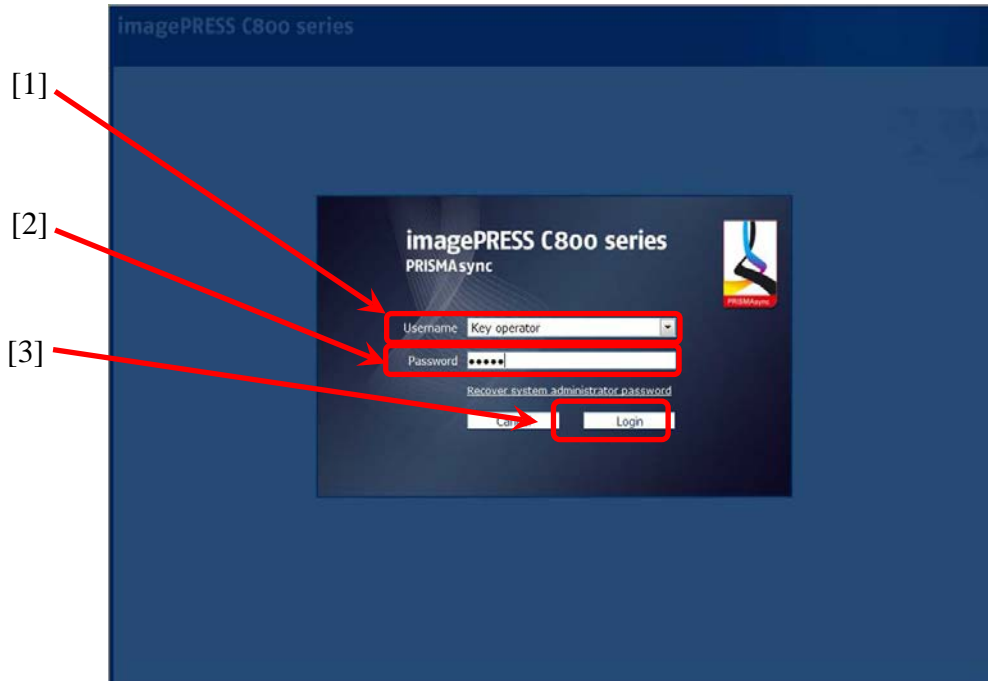 imagePRESS C800 series
[1]
[2]
imagePRESS C800 series
PRISMAsync
PRISMAsync
Username Key operator
[3]
Password •••••
Recover system administrator password
Login